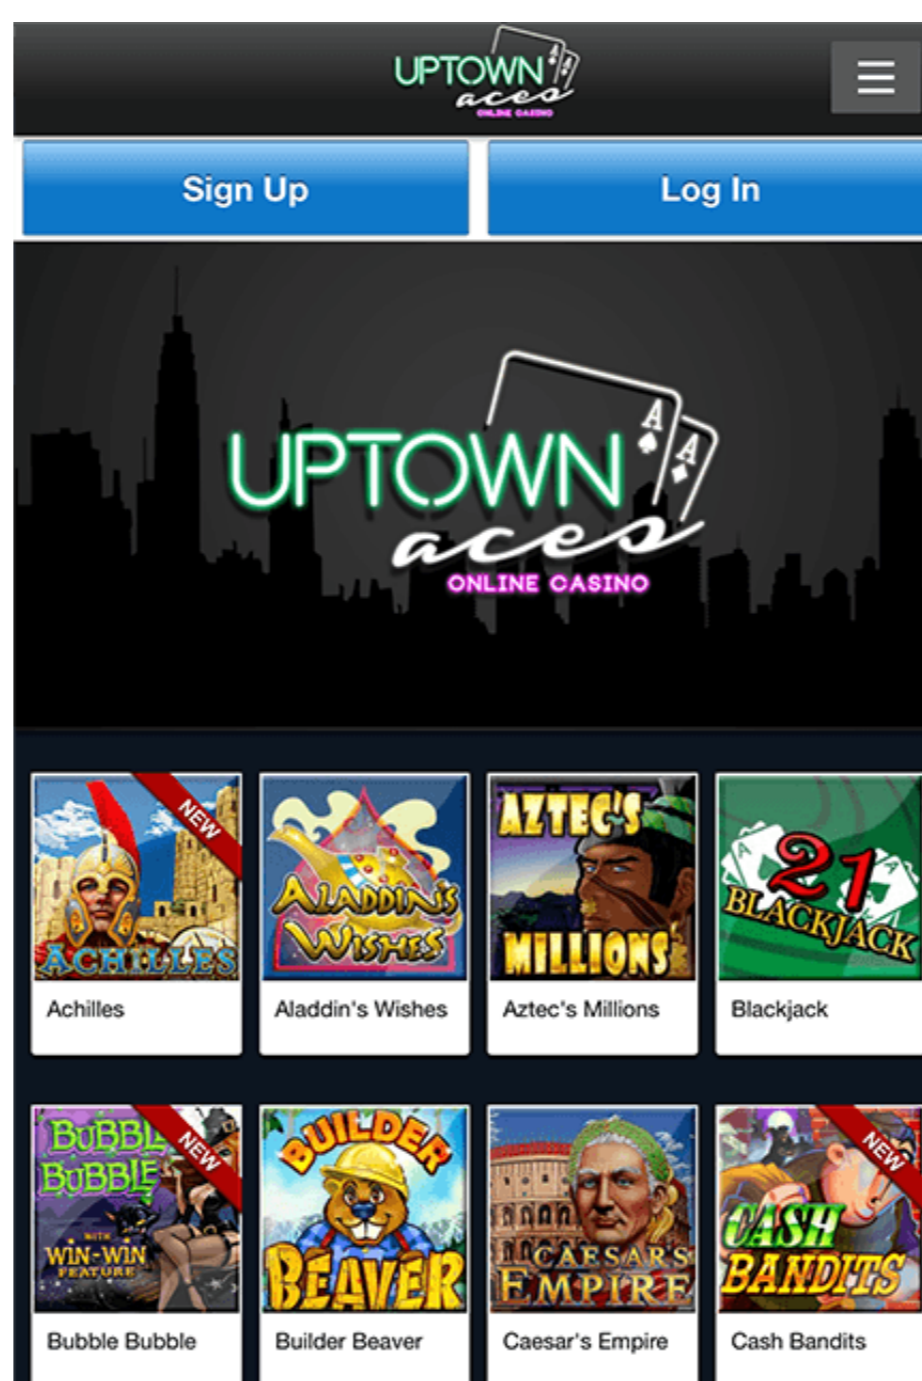 UPTOWN
aces
ONLINE CASINO
Sign Up
Log In
UPTOWN
aces
ONLINE CASINO
A
A
NEW
ACHILLES
ALADDIN'S
WISHES
AZTEC'S
MILLIONS
A
A
21
BLACKJACK
Achilles
Aladdin's Wishes
Aztec's Millions
Blackjack
BUBBLE
BUBBLE
WITH
WIN-WIN
FEATURE
NEW
BUILDER
BEAVER
CAESAR'S
EMPIRE
NEW
CASH
BANDITS
Bubble Bubble
Builder Beaver
Caesar's Empire
Cash Bandits